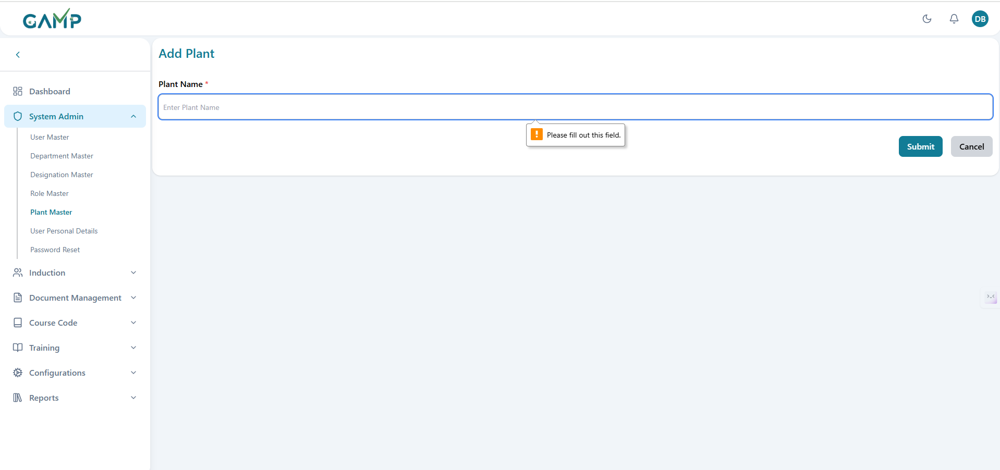 GAMP
DB
Add Plant
Plant Name *
Enter Plant Name
Please fill out this field.
Submit
Cancel
Dashboard
System Admin
User Master
Department Master
Designation Master
Role Master
Plant Master
User Personal Details
Password Reset
Induction
Document Management
Course Code
Training
Configurations
Reports